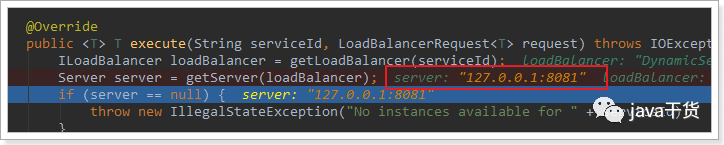 @Override
public <T> T execute(String serviceId, LoadBalancerRequest<T> request) throws IOExcep
ILoadBalancer loadBalancer = getLoadBalancer(serviceId); LoadBalancer: "DynamicSe
Server server = getServer(loadBalancer); server: "127.0.0.1:8081" LoadBalancer:
if (server == null) { server: "127.0.0.1:8081"
throw new IllegalStateException("No instances available for " +
}
java干货